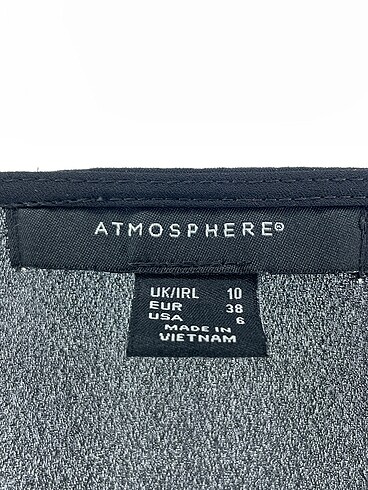 ATMOSPHERE®
UK/IRL 10
EUR 38
USA 6
MADE IN
VIETNAM